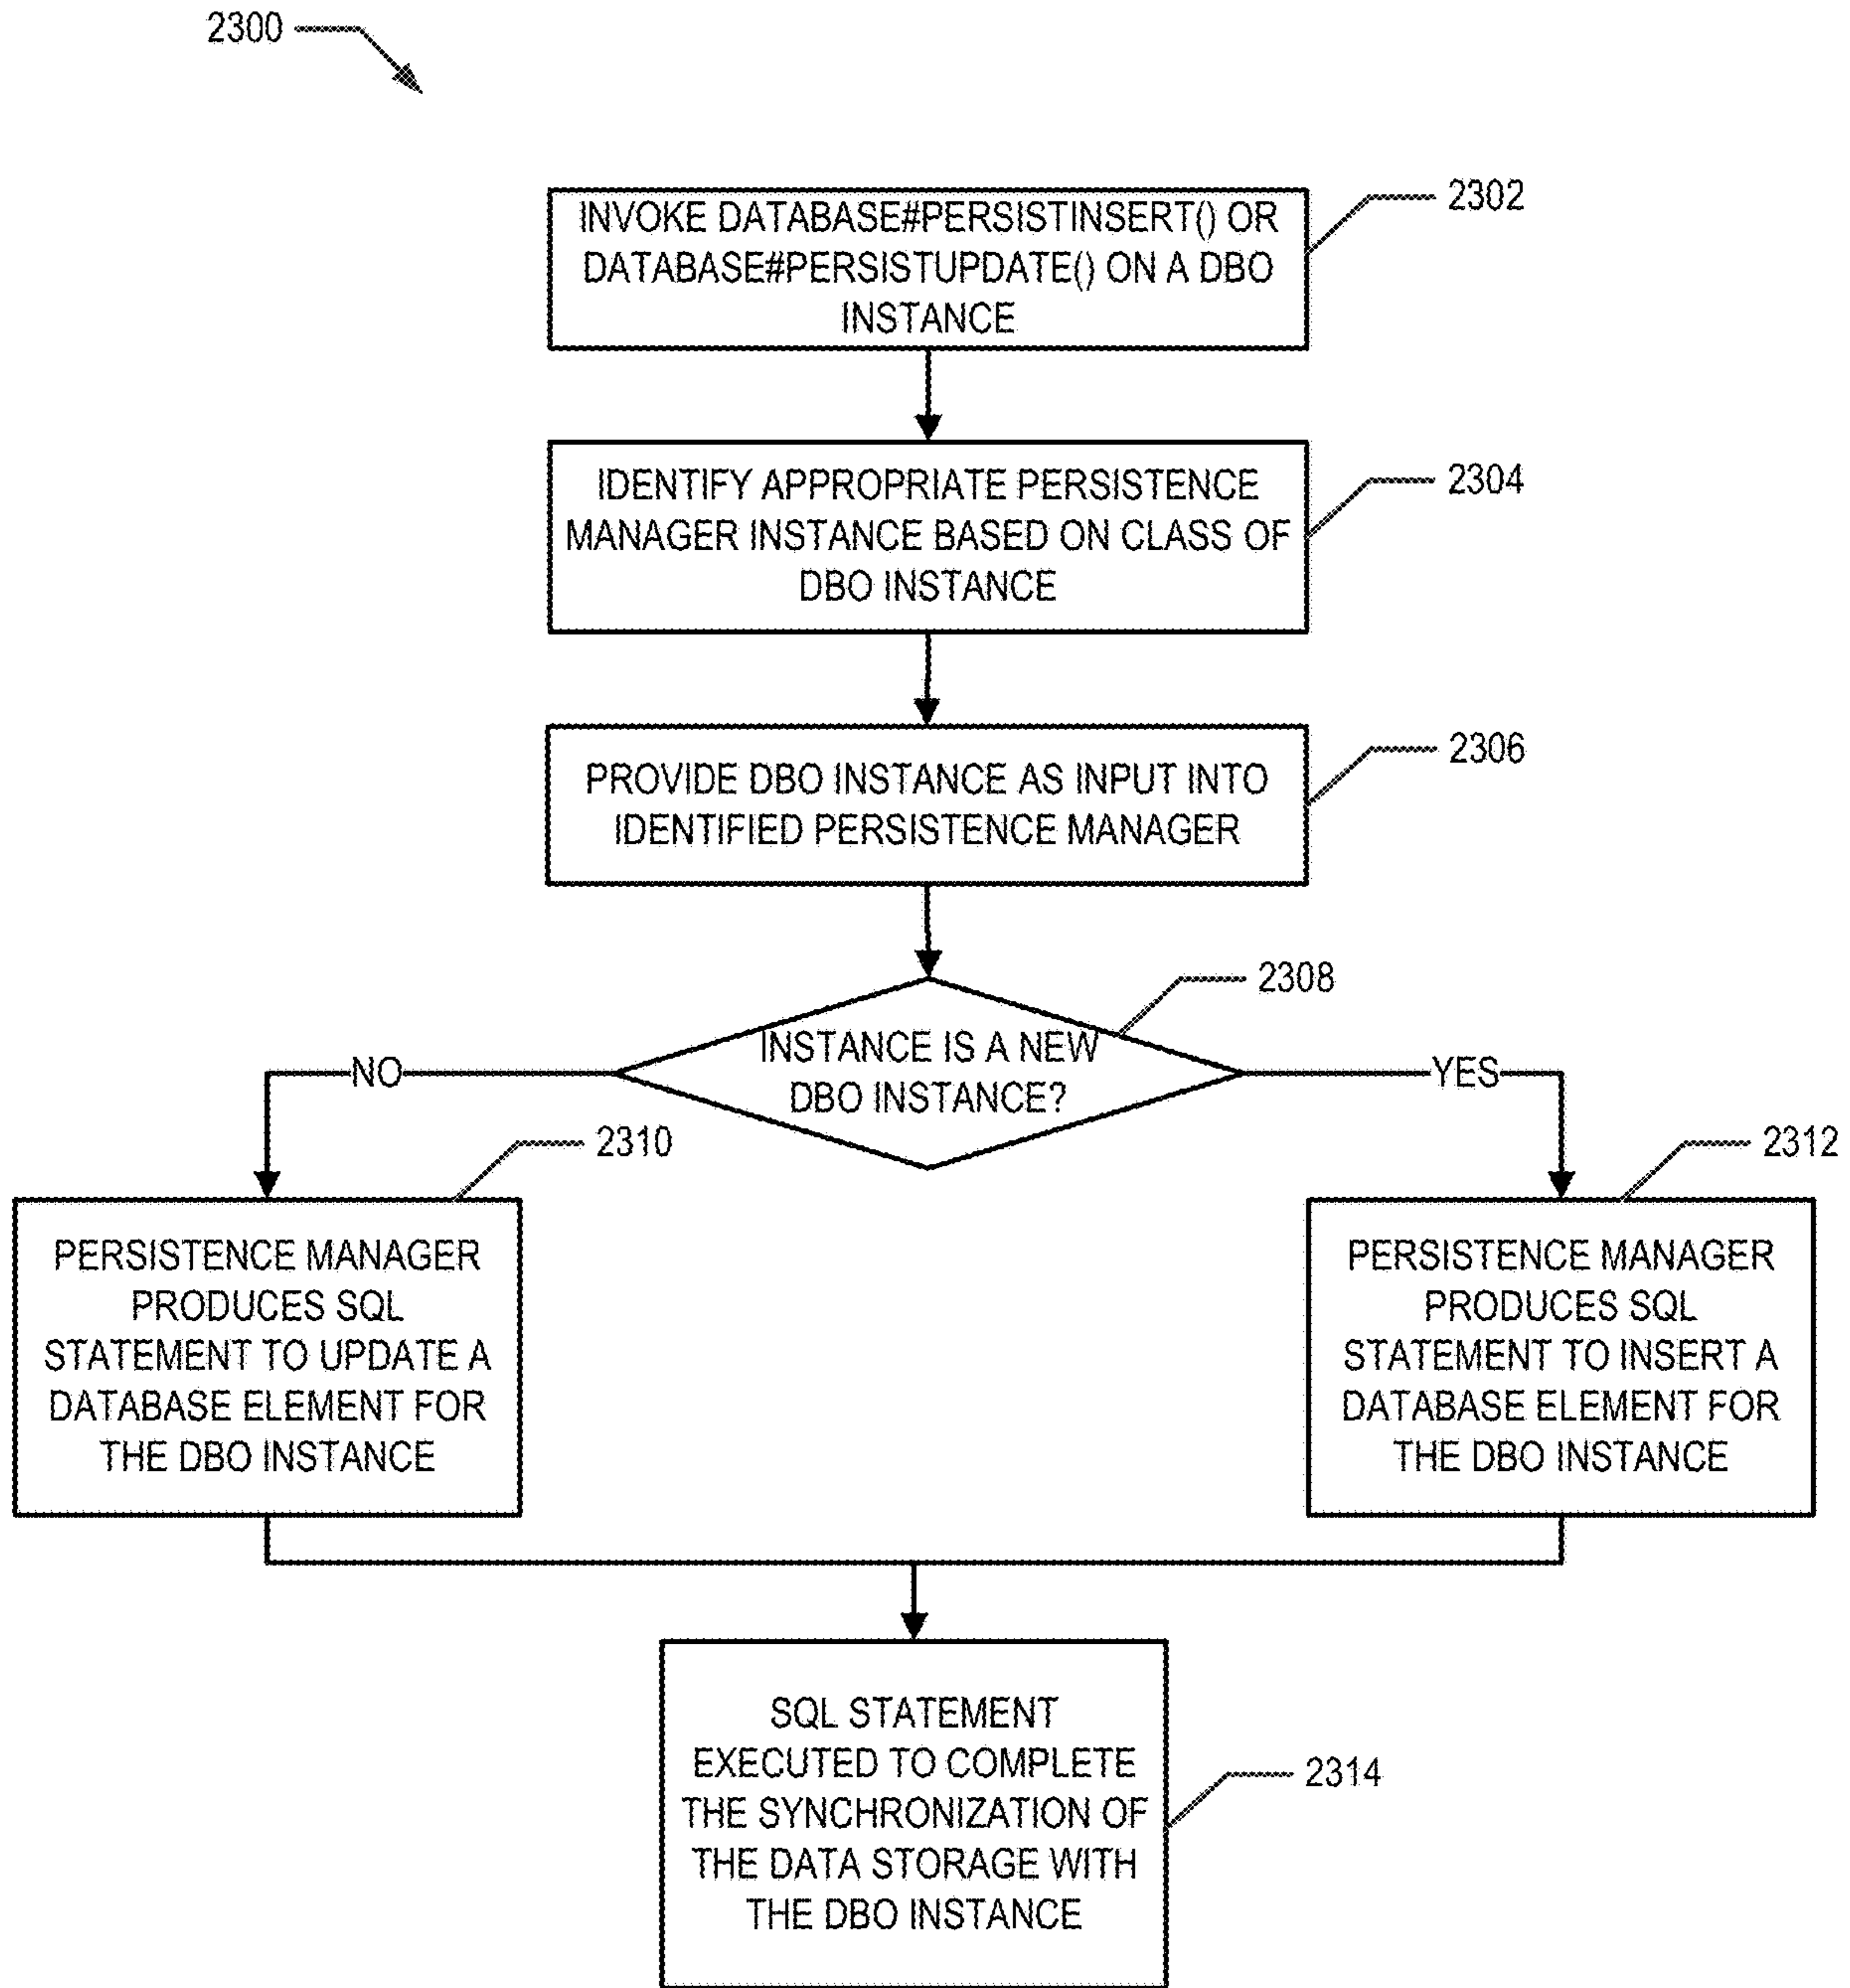 2300
INVOKE DATABASE#PERSISTINSERT() OR
DATABASE#PERSISTUPDATE() ON A DBO
INSTANCE
2302
IDENTIFY APPROPRIATE PERSISTENCE
MANAGER INSTANCE BASED ON CLASS OF
DBO INSTANCE
2304
PROVIDE DBO INSTANCE AS INPUT INTO
IDENTIFIED PERSISTENCE MANAGER
2306
INSTANCE IS A NEW
DBO INSTANCE?
2308
NO
YES
2310
PERSISTENCE MANAGER
PRODUCES SQL
STATEMENT TO UPDATE A
DATABASE ELEMENT FOR
THE DBO INSTANCE
2312
PERSISTENCE MANAGER
PRODUCES SQL
STATEMENT TO INSERT A
DATABASE ELEMENT FOR
THE DBO INSTANCE
SQL STATEMENT
EXECUTED TO COMPLETE
THE SYNCHRONIZATION OF
THE DATA STORAGE WITH
THE DBO INSTANCE
2314